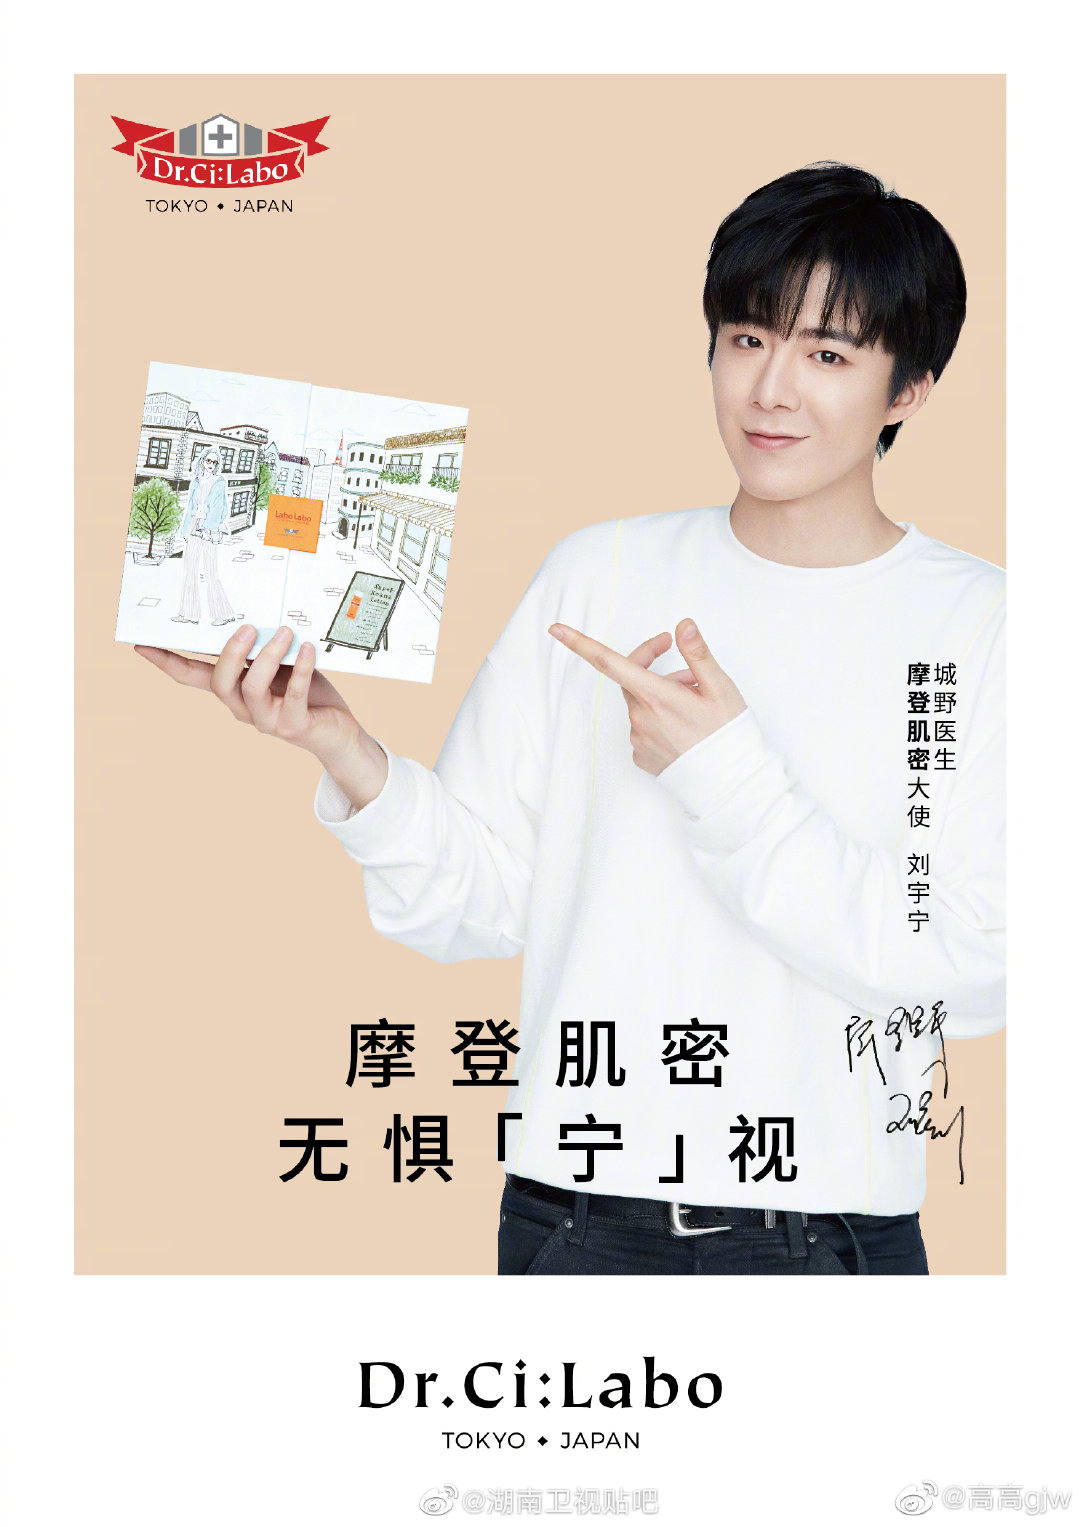 Dr.Ci:Labo
TOKYO ◆ JAPAN
LaboLabo
城野医生
摩登肌密大使 刘宇宁
摩登肌密
无惧「宁」视
Dr.Ci:Labo
TOKYO ◆ JAPAN
@湖南卫视贴吧
@高高gjw